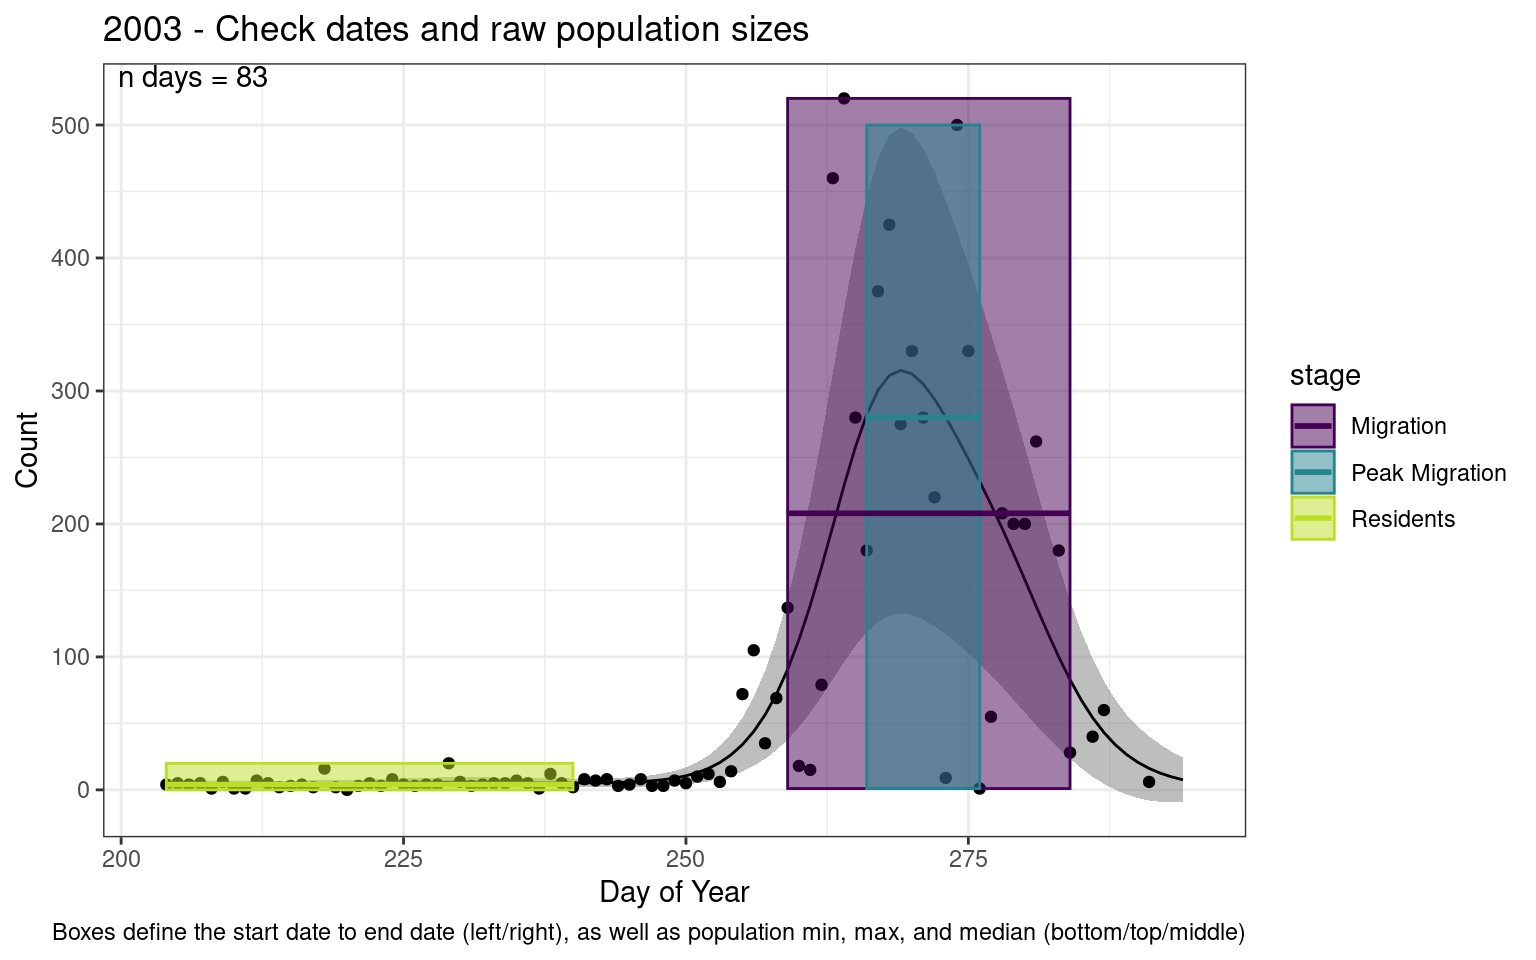 2003 - Check dates and raw population sizes
n days = 83
500
400
300
200
100
0
Count
200 225 250 275
Day of Year
stage
Migration
Peak Migration
Residents
Boxes define the start date to end date (left/right), as well as population min, max, and median (bottom/top/middle)